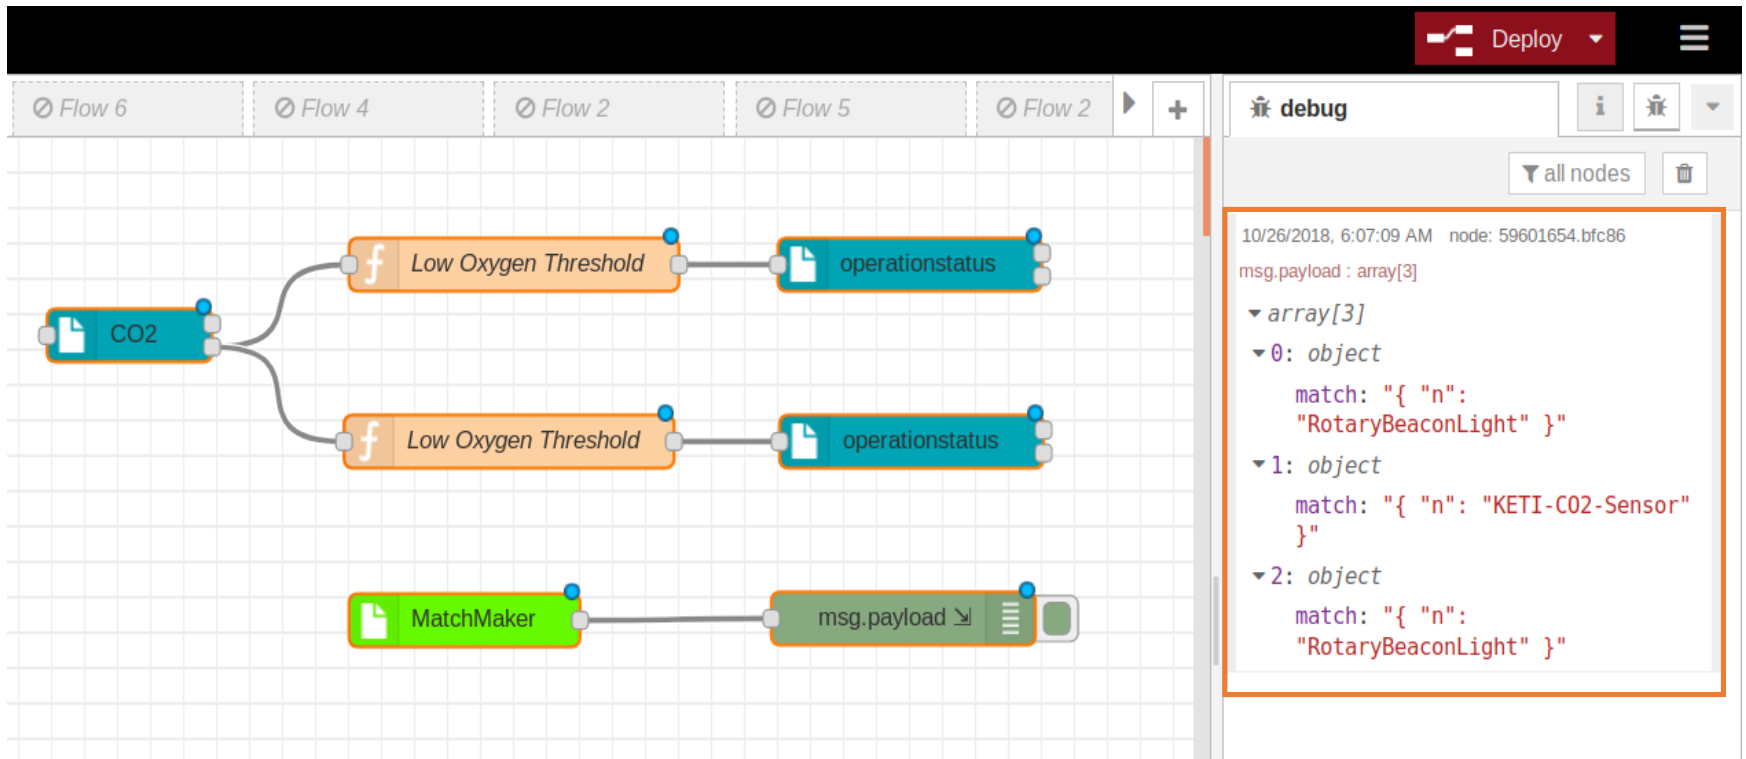 Deploy
Flow 6
Flow 4
Flow 2
Flow 5
Flow 2
+
debug
i
all nodes
10/26/2018, 6:07:09 AM node: 59601654.bfc86
msg.payload : array[3]
array[3]
0: object
match: "{ "n":
"RotaryBeaconLight" }"
1: object
match: "{ "n": "KETI-CO2-Sensor"
}"
2: object
match: "{ "n":
"RotaryBeaconLight" }"
Low Oxygen Threshold
operationstatus
CO2
Low Oxygen Threshold
operationstatus
MatchMaker
msg.payload